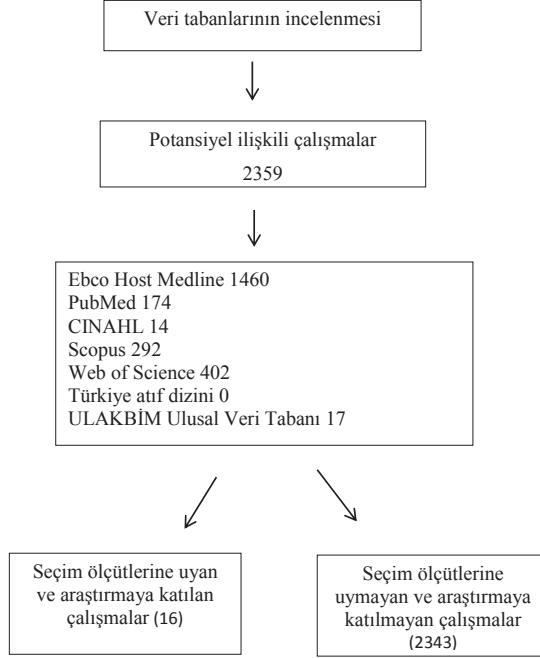 Veri tabanlarının incelenmesi
Potansiyel ilişkili çalışmalar
2359
Ebco Host Medline 1460
PubMed 174
CINAHL 14
Scopus 292
Web of Science 402
Türkiye atıf dizini 0
ULAKBİM Ulusal Veri Tabanı 17
Seçim ölçütlerine uyan
ve araştırmaya katılan
çalışmalar (16)
Seçim ölçütlerine
uymayan ve araştırmaya
katılmayan çalışmalar
(2343)